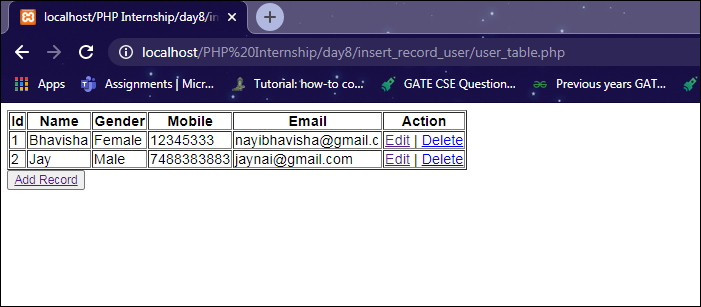 localhost/PHP Internship/day8/in
localhost/PHP%20Internship/day8/insert_record_user/user_table.php
Apps Assignments | Micr... Tutorial: how-to co... GATE CSE Question... Previous years GAT...
Id Name Gender Mobile Email Action
1 Bhavisha Female 12345333 nayibhavisha@gmail.c Edit | Delete
2 Jay Male 7488383883 jaynai@gmail.com Edit | Delete
Add Record